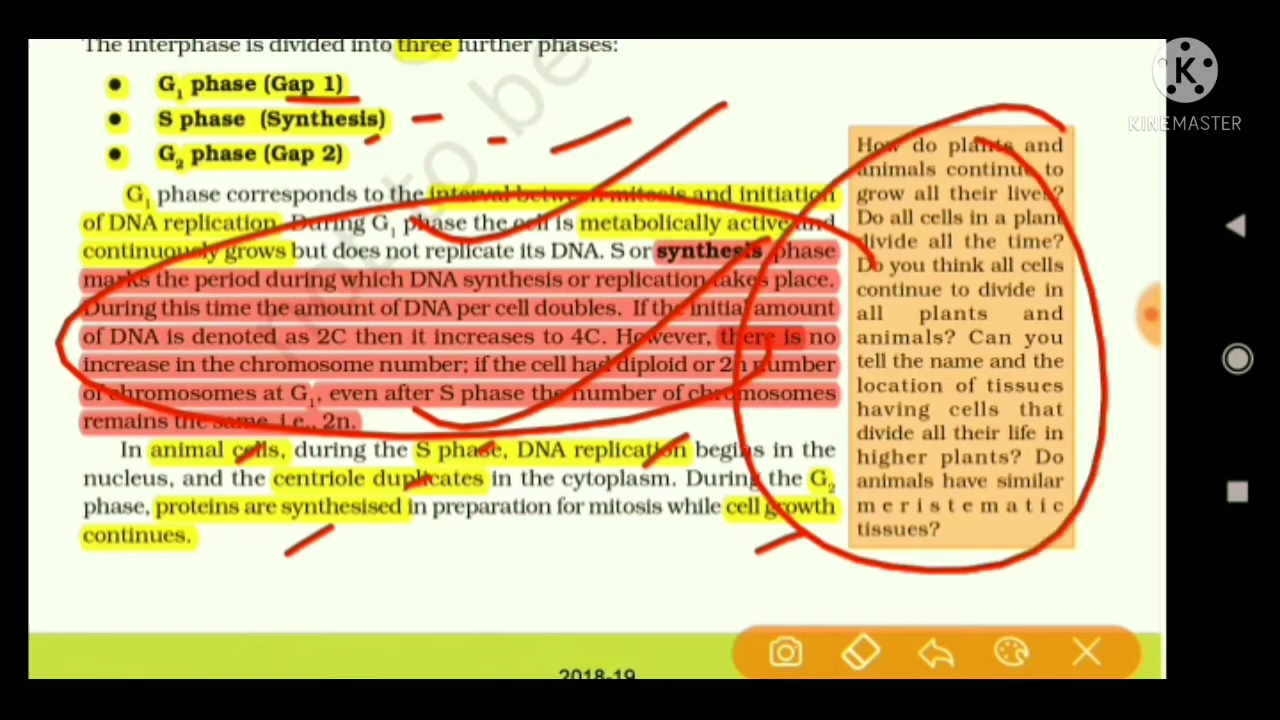 The interphase is divided into three further phases:
G1 phase (Gap 1)
S phase (Synthesis)
G2 phase (Gap 2)
G1 phase corresponds to the interval between mitosis and initiation
of DNA replication. During G1 phase the cell is metabolically active and
continuously grows but does not replicate its DNA. S or synthesis phase
marks the period during which DNA synthesis or replication takes place.
During this time the amount of DNA per cell doubles. If the initial amount
of DNA is denoted as 2C then it increases to 4C. However, there is no
increase in the chromosome number; if the cell had diploid or 2n number
of chromosomes at G1, even after S phase the number of chromosomes
remains the same, i.e., 2n.
In animal cells, during the S phase, DNA replication begins in the
nucleus, and the centriole duplicates in the cytoplasm. During the G2
phase, proteins are synthesised in preparation for mitosis while cell growth
continues.
How do plants and
animals continue to
grow all their lives?
Do all cells in a plant
divide all the time?
Do you think all cells
continue to divide in
all plants and
animals? Can you
tell the name and the
location of tissues
having cells that
divide all their life in
higher plants? Do
animals have similar
meristematic
tissues?
not to be
2018-19
K
KINEMASTER